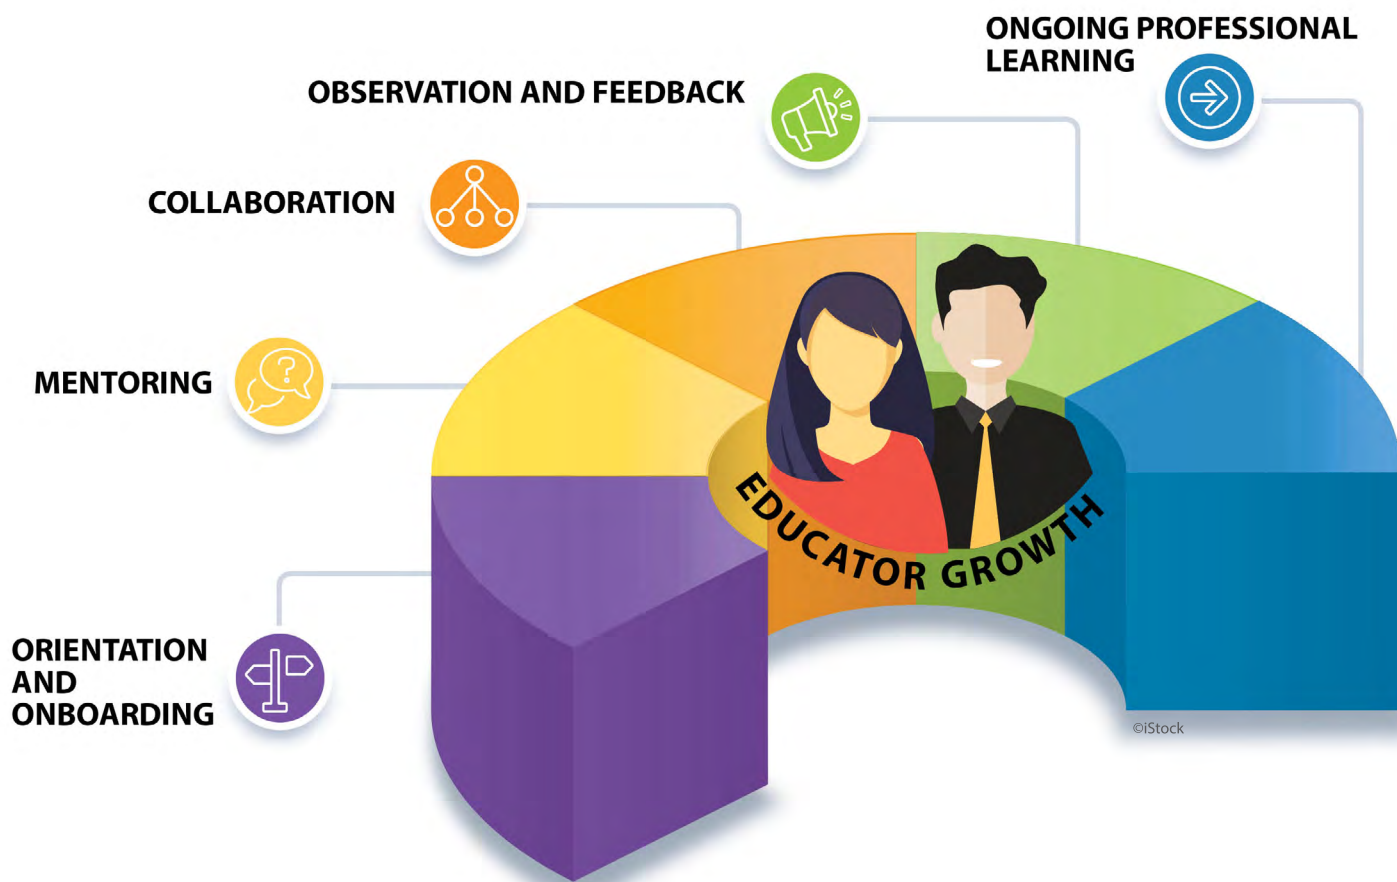 ONGOING PROFESSIONAL
LEARNING
OBSERVATION AND FEEDBACK
COLLABORATION
MENTORING
?
EDUCATOR GROWTH
ORIENTATION
AND
ONBOARDING
©iStock